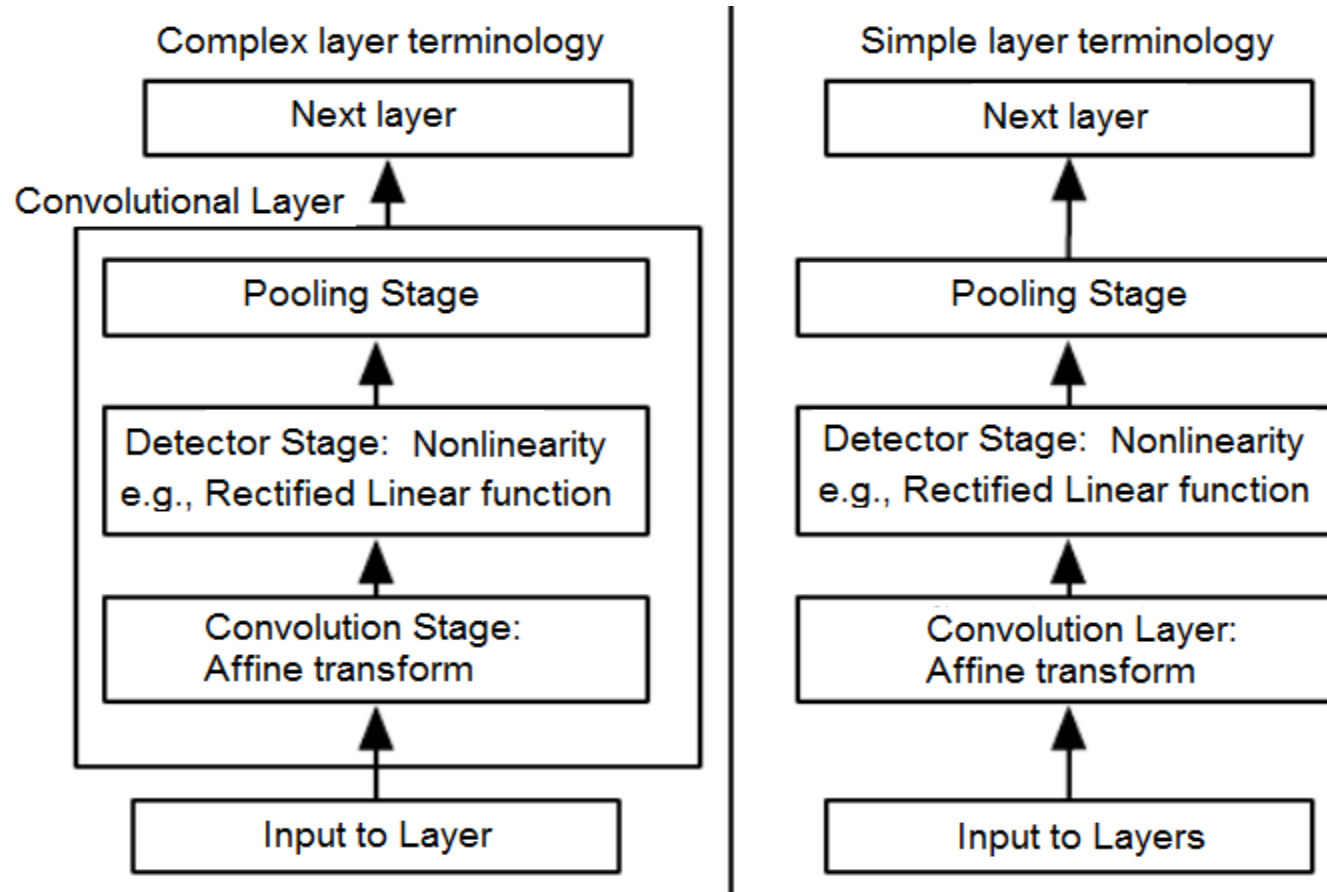 Complex layer terminology
Next layer
Convolutional Layer
Pooling Stage
Detector Stage: Nonlinearity
e.g., Rectified Linear function
Convolution Stage:
Affine transform
Input to Layer
Simple layer terminology
Next layer
Pooling Stage
Detector Stage: Nonlinearity
e.g., Rectified Linear function
Convolution Layer:
Affine transform
Input to Layers